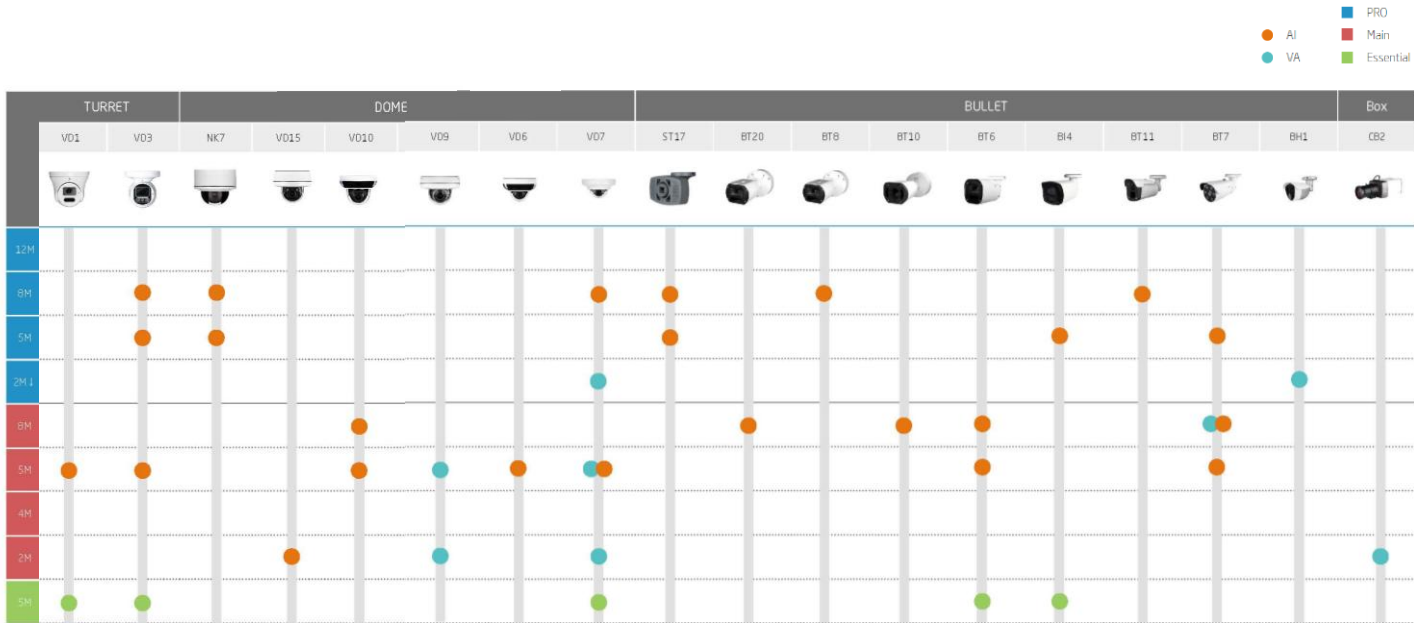 PRO
AI Main
VA Essential
TURRET DOME BULLET Box
VD1 VD3 NK7 VD15 VD10 VD9 VD6 VD7 ST17 BT20 BT8 BT10 BT6 BI4 BT11 BT7 BH1 CB2
12M
8M
5M
2M↓
8M
5M
4M
2M
5M